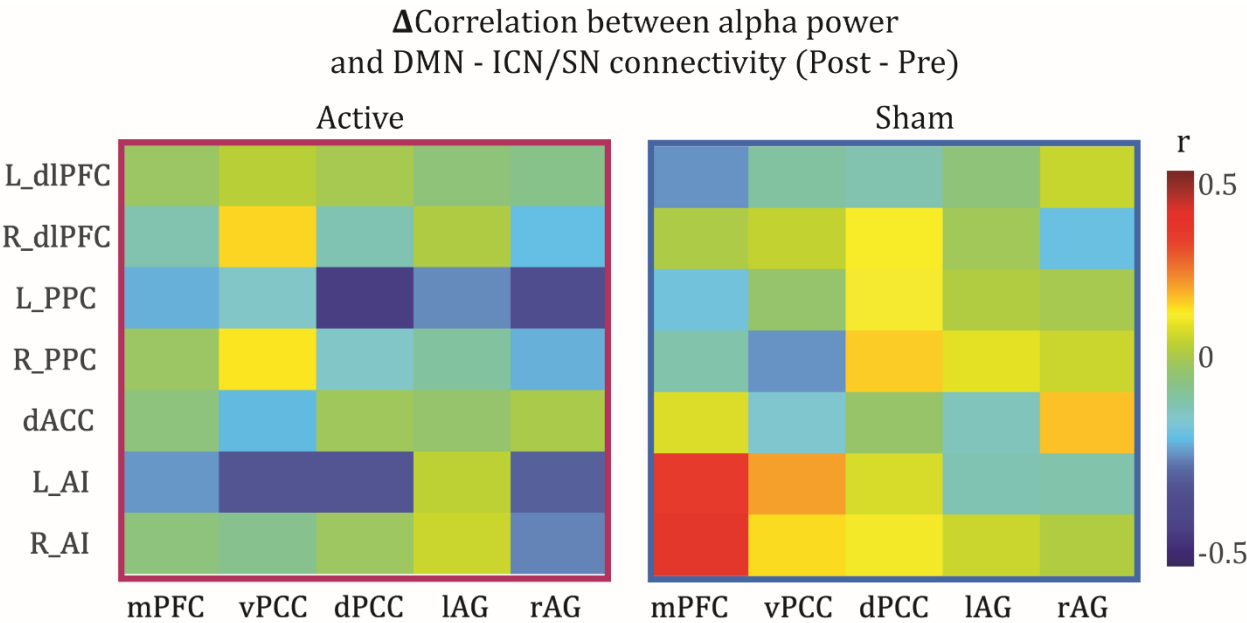 ΔCorrelation between alpha power
and DMN - ICN/SN connectivity (Post - Pre)
Active
Sham
r
L_dlPFC
R_dlPFC
L_PPC
R_PPC
dACC
L_AI
R_AI
mPFC vPCC dPCC lAG rAG
mPFC vPCC dPCC lAG rAG
0.5
0
-0.5